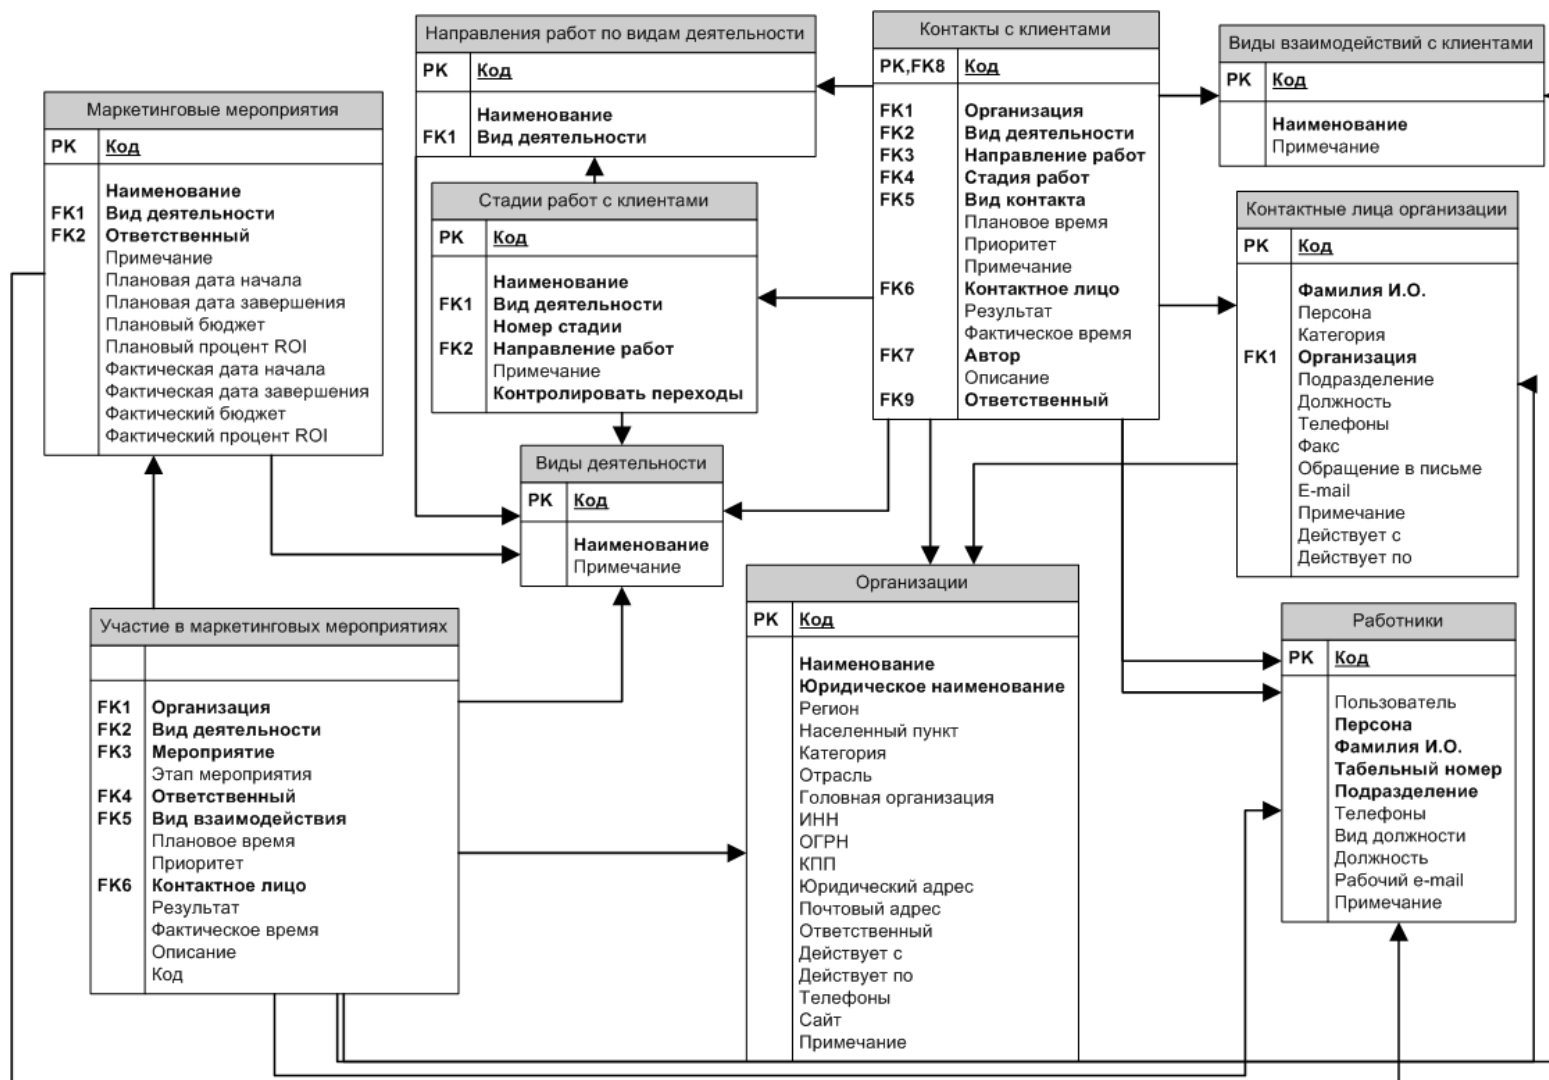 Направления работ по видам деятельности
PK Код
Наименование
FK1 Вид деятельности
Контакты с клиентами
PK,FK8 Код
FK1 Организация
FK2 Вид деятельности
FK3 Направление работ
FK4 Стадия работ
FK5 Вид контакта
Плановое время
Приоритет
Примечание
FK6 Контактное лицо
Результат
Фактическое время
FK7 Автор
Описание
FK9 Ответственный
Виды взаимодействий с клиентами
PK Код
Наименование
Примечание
Маркетинговые мероприятия
PK Код
Наименование
FK1 Вид деятельности
FK2 Ответственный
Примечание
Плановая дата начала
Плановая дата завершения
Плановый бюджет
Плановый процент ROI
Фактическая дата начала
Фактическая дата завершения
Фактический бюджет
Фактический процент ROI
Стадии работ с клиентами
PK Код
Наименование
FK1 Вид деятельности
Номер стадии
FK2 Направление работ
Примечание
Контролировать переходы
Контактные лица организации
PK Код
Фамилия И.О.
Персона
Категория
FK1 Организация
Подразделение
Должность
Телефоны
Факс
Обращение в письме
E-mail
Примечание
Действует с
Действует по
Виды деятельности
PK Код
Наименование
Примечание
Участие в маркетинговых мероприятиях
FK1 Организация
FK2 Вид деятельности
FK3 Мероприятие
Этап мероприятия
FK4 Ответственный
FK5 Вид взаимодействия
Плановое время
Приоритет
FK6 Контактное лицо
Результат
Фактическое время
Описание
Код
Организации
PK Код
Наименование
Юридическое наименование
Регион
Населенный пункт
Категория
Отрасль
Головная организация
ИНН
ОГРН
КПП
Юридический адрес
Почтовый адрес
Ответственный
Действует с
Действует по
Телефоны
Сайт
Примечание
Работники
PK Код
Пользователь
Персона
Фамилия И.О.
Табельный номер
Подразделение
Телефоны
Вид должности
Должность
Рабочий e-mail
Примечание